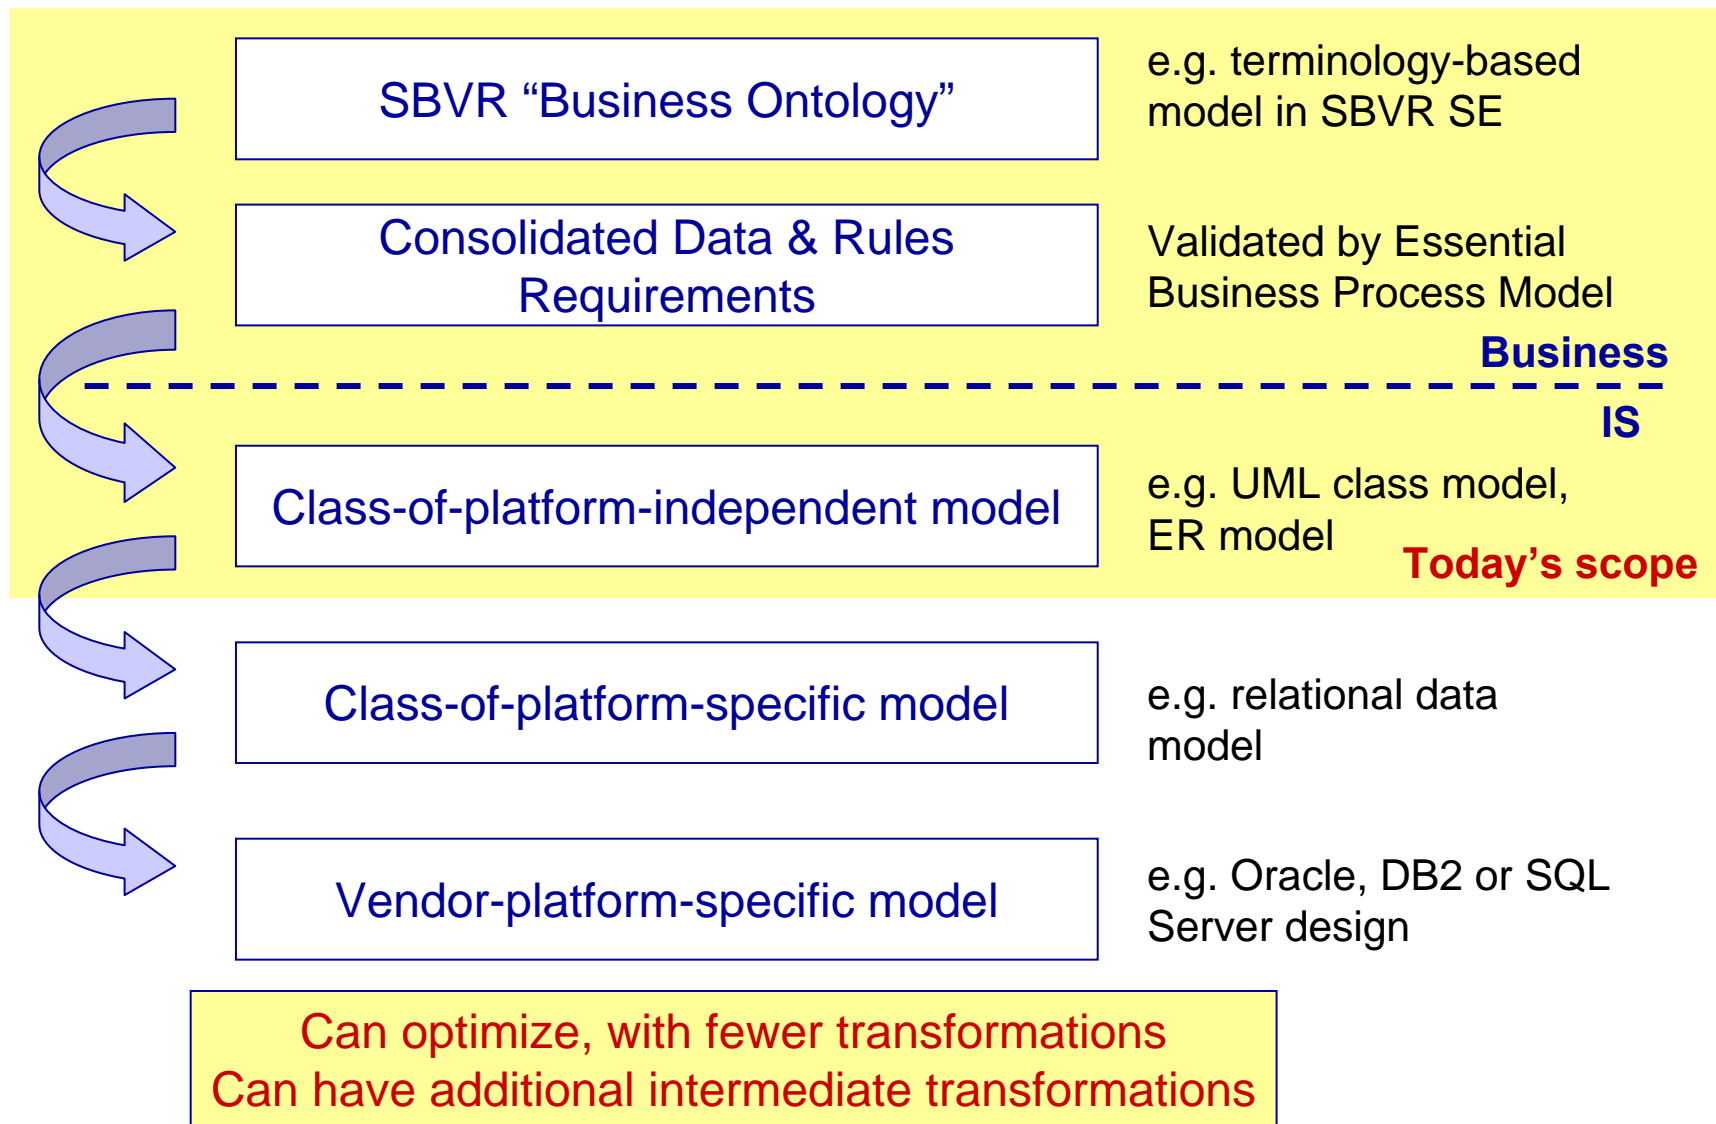 SBVR “Business Ontology”
e.g. terminology-based
model in SBVR SE
Consolidated Data & Rules
Requirements
Validated by Essential
Business Process Model
Business
IS
Class-of-platform-independent model
e.g. UML class model,
ER model
Today’s scope
Class-of-platform-specific model
e.g. relational data
model
Vendor-platform-specific model
e.g. Oracle, DB2 or SQL
Server design
Can optimize, with fewer transformations
Can have additional intermediate transformations